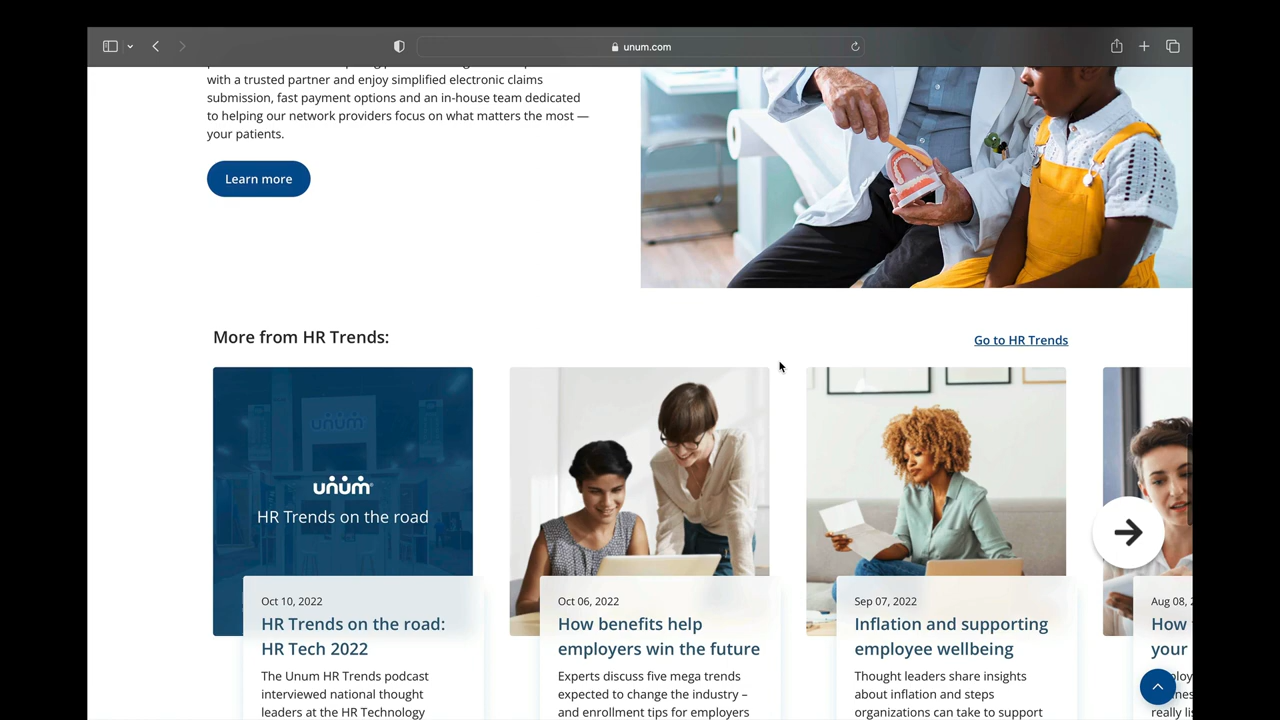 unum.com
with a trusted partner and enjoy simplified electronic claims
submission, fast payment options and an in-house team dedicated
to helping our network providers focus on what matters the most —
your patients.
Learn more
More from HR Trends:
Go to HR Trends
unum
unum
HR Trends on the road
Oct 10, 2022
HR Trends on the road:
HR Tech 2022
The Unum HR Trends podcast
interviewed national thought
leaders at the HR Technology
Oct 06, 2022
How benefits help
employers win the future
Experts discuss five mega trends
expected to change the industry –
and enrollment tips for employers
Sep 07, 2022
Inflation and supporting
employee wellbeing
Thought leaders share insights
about inflation and steps
organizations can take to support
Aug 08,
How
your
really